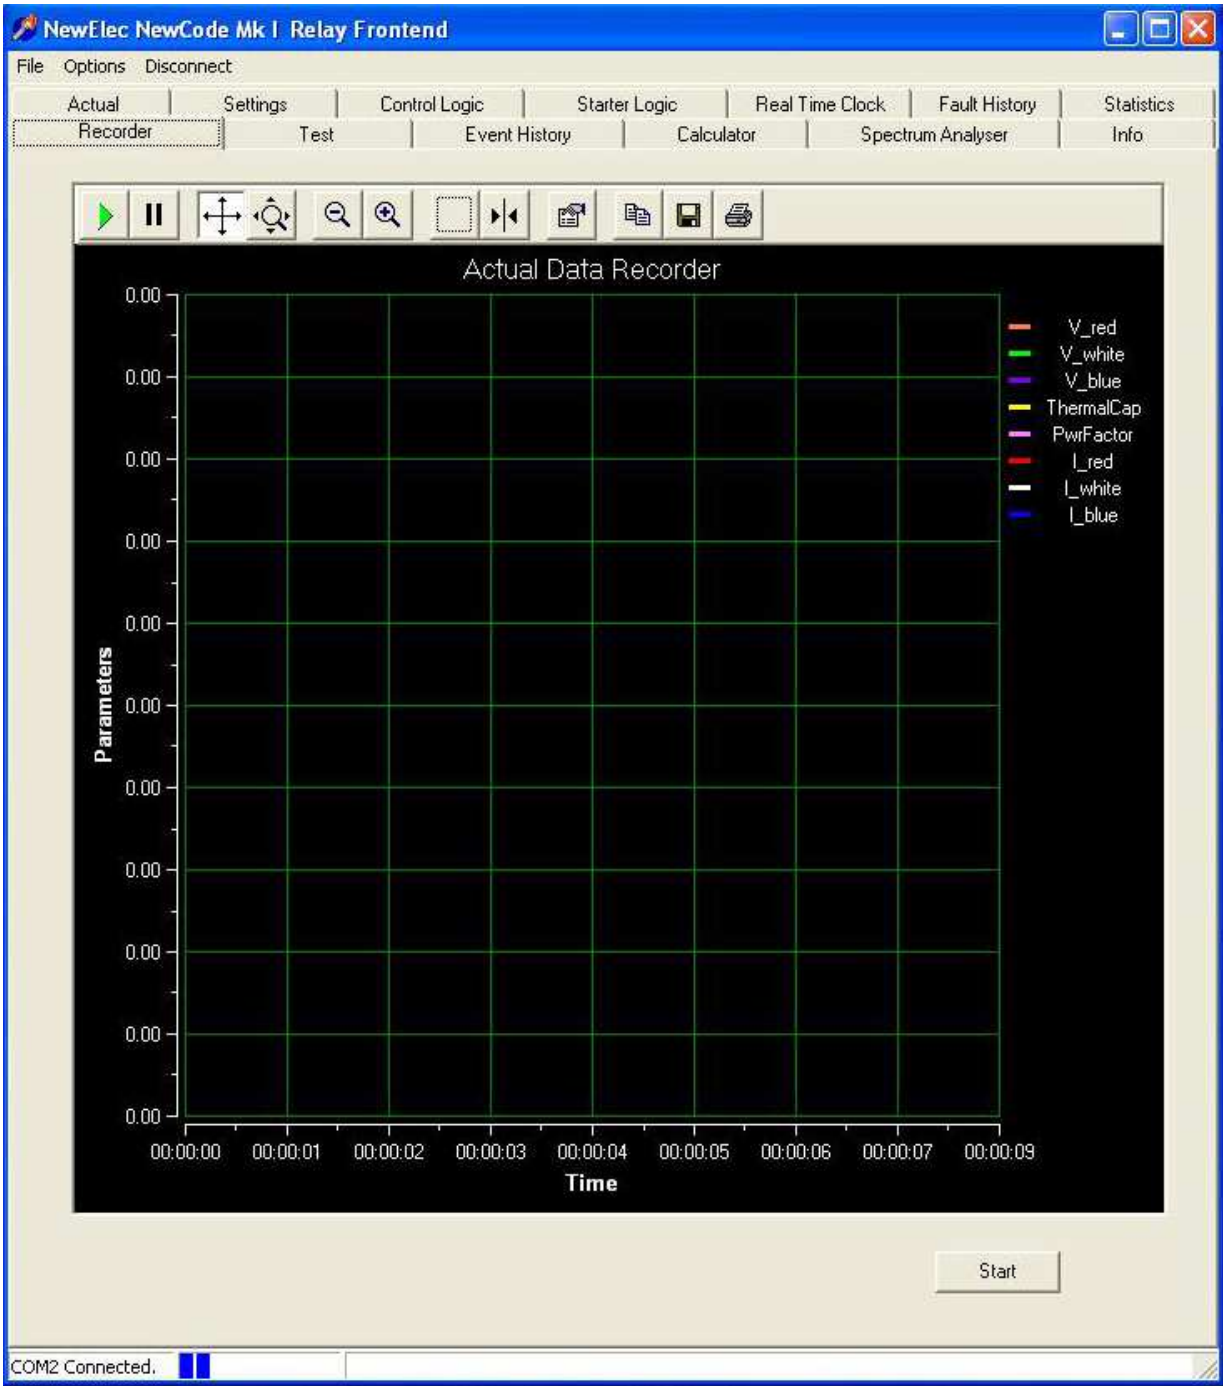 NewElec NewCode Mk I Relay Frontend
File Options Disconnect
Actual Settings Control Logic Starter Logic Real Time Clock Fault History Statistics
Recorder Test Event History Calculator Spectrum Analyser Info
Actual Data Recorder
0.00
0.00
0.00
0.00
0.00
0.00
0.00
0.00
0.00
0.00
0.00
Parameters
00:00:00 00:00:01 00:00:02 00:00:03 00:00:04 00:00:05 00:00:06 00:00:07 00:00:09
Time
V_red
V_white
V_blue
ThermalCap
PwrFactor
I_red
I_white
I_blue
Start
COM2 Connected.